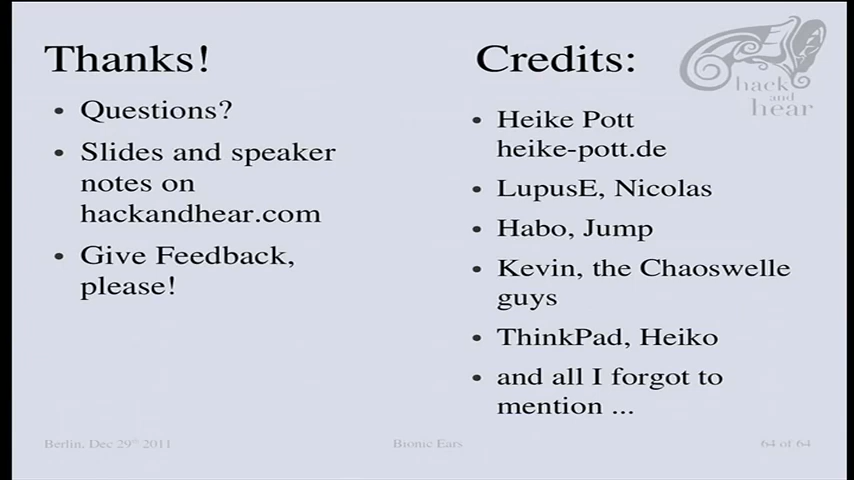 Thanks!
• Questions?
• Slides and speaker
notes on
hackandhear.com
• Give Feedback,
please!
Credits:
hack
and
hear
• Heike Pott
heike-pott.de
• LupusE, Nicolas
• Habo, Jump
• Kevin, the Chaoswelle
guys
• ThinkPad, Heiko
• and all I forgot to
mention ...
Berlin, Dec 29th 2011
Bionic Ears
64 of 64